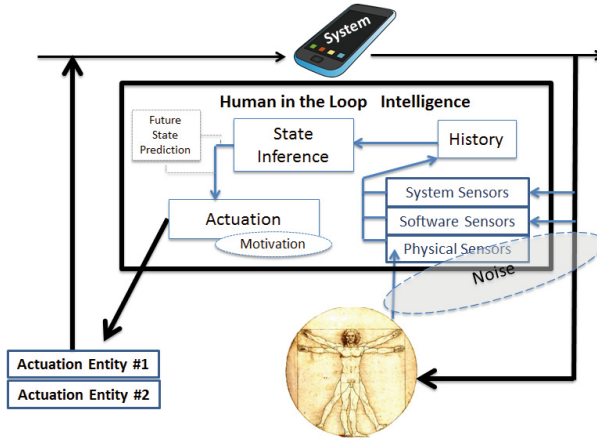 System
Human in the Loop Intelligence
Future
State
Prediction
State
Inference
History
System Sensors
Software Sensors
Physical Sensors
Noise
Actuation
Motivation
Actuation Entity #1
Actuation Entity #2